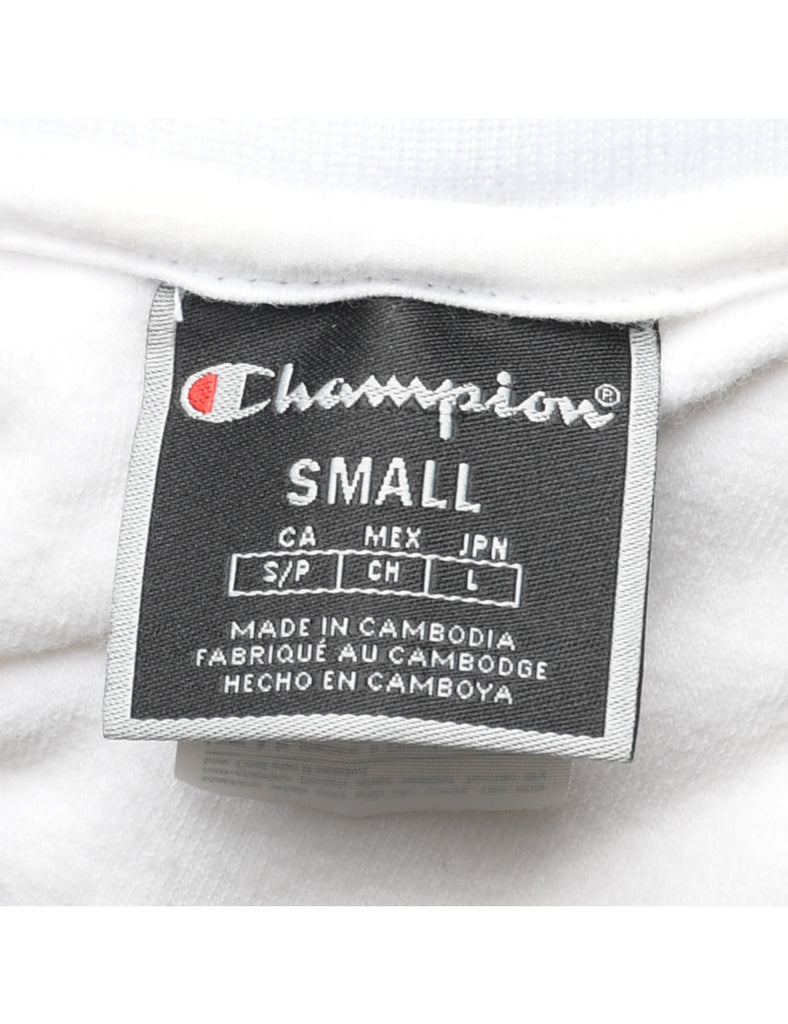 Champion®
SMALL
CA MEX JPN
S/P CH L
MADE IN CAMBODIA
FABRIQUÉ AU CAMBODGE
HECHO EN CAMBOYA